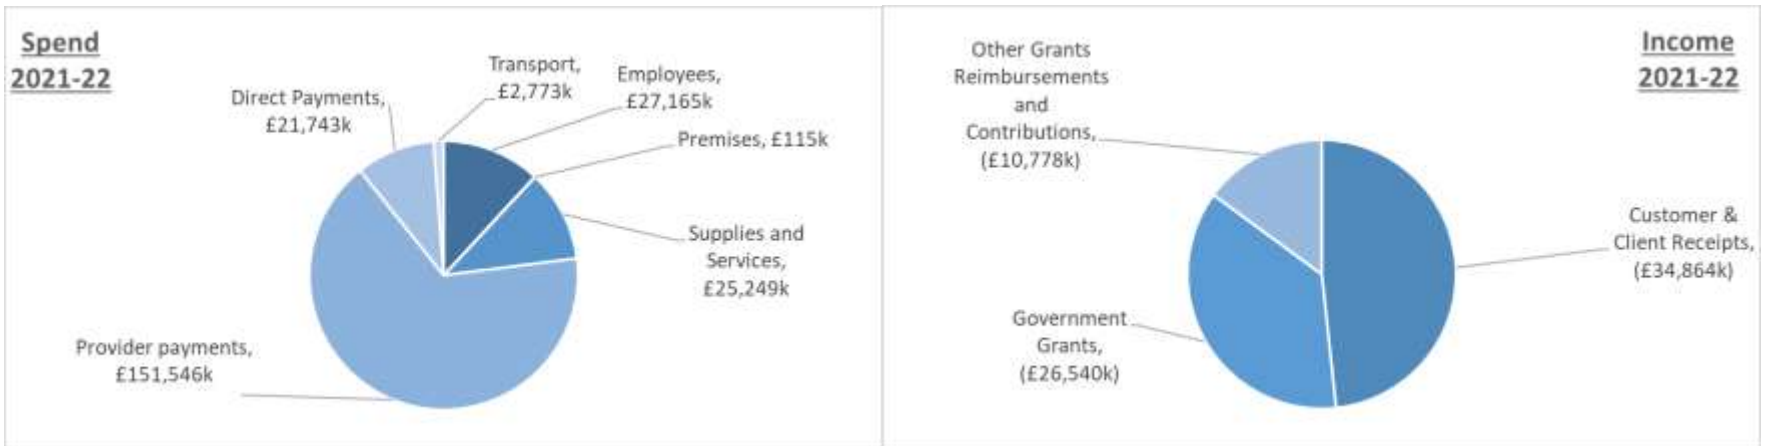 Spend
2021-22
Transport,
£2,773k
Employees,
£27,165k
Direct Payments,
£21,743k
Premises, £115k
Supplies and
Services,
£25,249k
Provider payments,
£151,546k
Income
2021-22
Other Grants
Reimbursements
and
Contributions,
(£10,778k)
Customer &
Client Receipts,
(£34,864k)
Government
Grants,
(£26,540k)